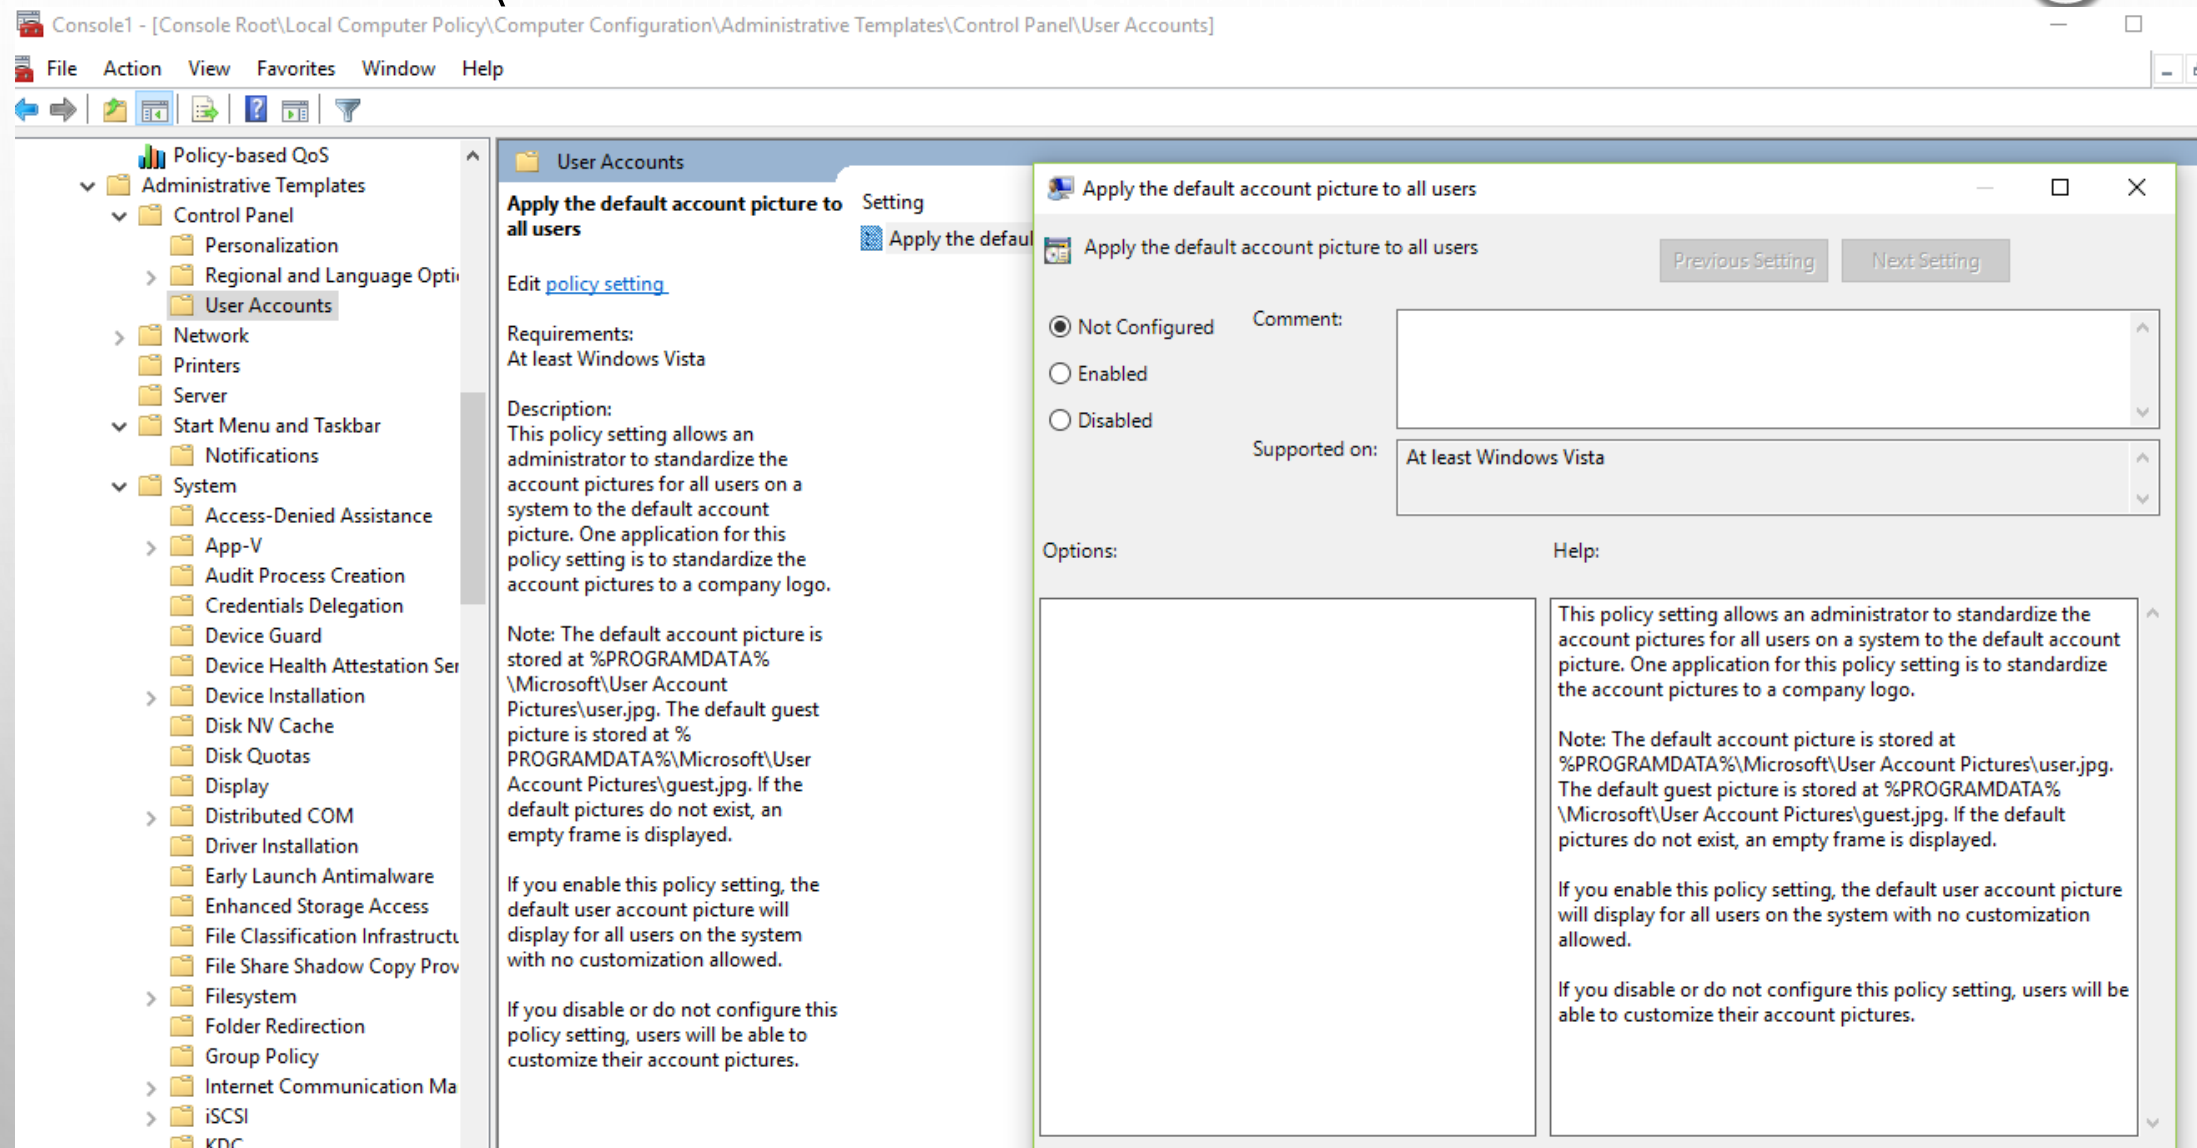 Console1 - [Console Root\Local Computer Policy\Computer Configuration\Administrative Templates\Control Panel\User Accounts]
File Action View Favorites Window Help
Policy-based QoS
Administrative Templates
Control Panel
Personalization
Regional and Language Opti
User Accounts
Network
Printers
Server
Start Menu and Taskbar
Notifications
System
Access-Denied Assistance
App-V
Audit Process Creation
Credentials Delegation
Device Guard
Device Health Attestation Ser
Device Installation
Disk NV Cache
Disk Quotas
Display
Distributed COM
Driver Installation
Early Launch Antimalware
Enhanced Storage Access
File Classification Infrastructu
File Share Shadow Copy Prov
Filesystem
Folder Redirection
Group Policy
Internet Communication Ma
iSCSI
KDC
User Accounts
Apply the default account picture to
all users
Edit policy setting
Requirements:
At least Windows Vista
Description:
This policy setting allows an
administrator to standardize the
account pictures for all users on a
system to the default account
picture. One application for this
policy setting is to standardize the
account pictures to a company logo.
Note: The default account picture is
stored at %PROGRAMDATA%
\Microsoft\User Account
Pictures\user.jpg. The default guest
picture is stored at %
PROGRAMDATA%\Microsoft\User
Account Pictures\guest.jpg. If the
default pictures do not exist, an
empty frame is displayed.
If you enable this policy setting, the
default user account picture will
display for all users on the system
with no customization allowed.
If you disable or do not configure this
policy setting, users will be able to
customize their account pictures.
Setting
Apply the defaul
Apply the default account picture to all users
Apply the default account picture to all users
Previous Setting
Next Setting
Not Configured
Enabled
Disabled
Comment:
Supported on:
At least Windows Vista
Options:
Help:
This policy setting allows an administrator to standardize the
account pictures for all users on a system to the default account
picture. One application for this policy setting is to standardize
the account pictures to a company logo.
Note: The default account picture is stored at
%PROGRAMDATA%\Microsoft\User Account Pictures\user.jpg.
The default guest picture is stored at %PROGRAMDATA%
\Microsoft\User Account Pictures\guest.jpg. If the default
pictures do not exist, an empty frame is displayed.
If you enable this policy setting, the default user account picture
will display for all users on the system with no customization
allowed.
If you disable or do not configure this policy setting, users will be
able to customize their account pictures.